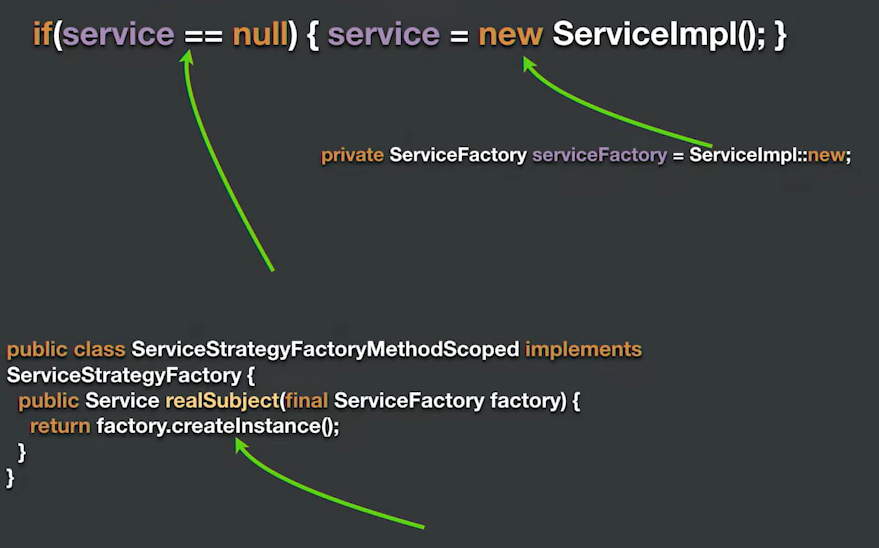 if(service == null) { service = new ServiceImpl(); }
private ServiceFactory serviceFactory = ServiceImpl::new;
public class ServiceStrategyFactoryMethodScoped implements
ServiceStrategyFactory {
public Service realSubject(final ServiceFactory factory) {
return factory.createInstance();
}
}